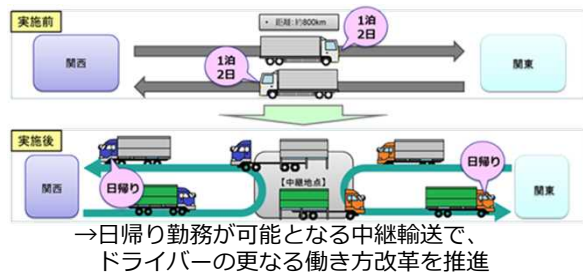 実施前
・ 距離:約800km
1泊
2日
関西
1泊
2日
関東
実施後
関西
日帰り
【中継地点】
日帰り
関東
→日帰り勤務が可能となる中継輸送で、
ドライバーの更なる働き方改革を推進